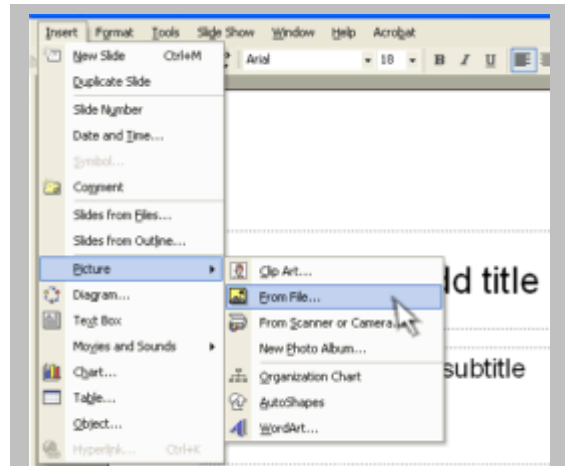 Insert Format Tools Slide Show Window Help Acrobat
New Slide Ctrl+M
Arial 18 B I U
Duplicate Slide
Slide Number
Date and Time...
Symbol...
Comment
Slides from Files...
Slides from Outline...
Picture
Clip Art...
dd title
Diagram...
From File...
Text Box
From Scanner or Camera...
Movies and Sounds
New Photo Album...
subtitle
Chart...
Organization Chart
Table...
AutoShapes
Object...
WordArt...
Hyperlink... Ctrl+K